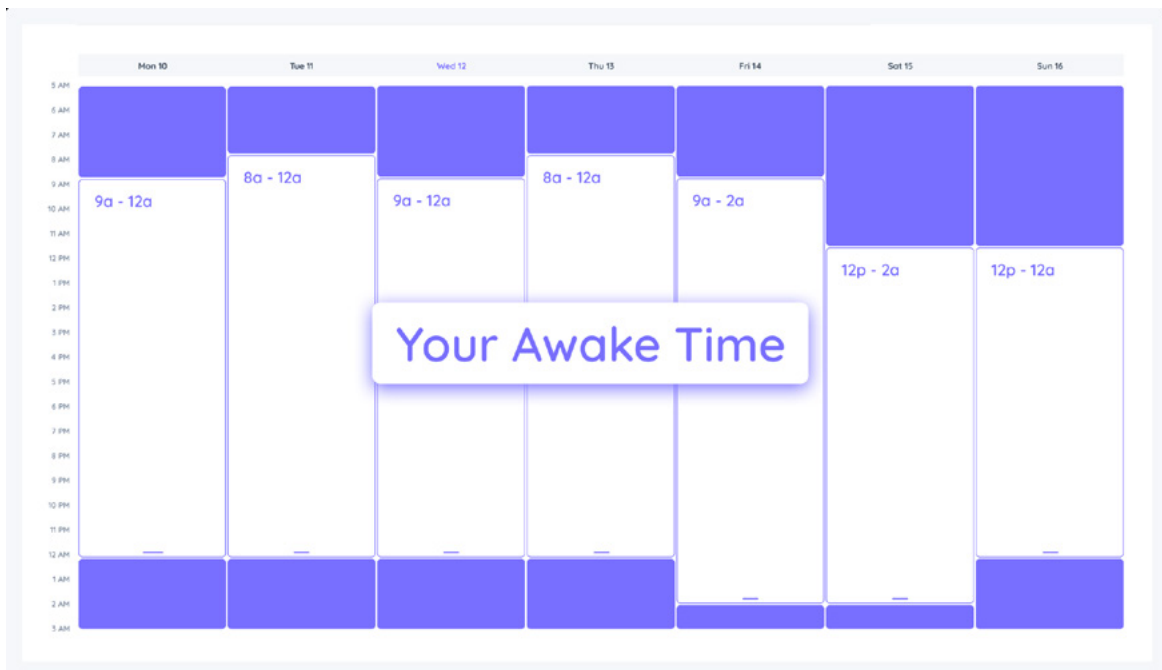 Mon 10 Tue 11 Wed 12 Thu 13 Fri 14 Sat 15 Sun 16
5 AM
6 AM
7 AM
8 AM
8a - 12a 8a - 12a
9 AM
9a - 12a 9a - 12a 9a - 2a
10 AM
11 AM
12 PM
12p - 2a 12p - 12a
1 PM
2 PM
3 PM
Your Awake Time
4 PM
5 PM
6 PM
7 PM
8 PM
9 PM
10 PM
11 PM
12 AM
1 AM
2 AM
3 AM